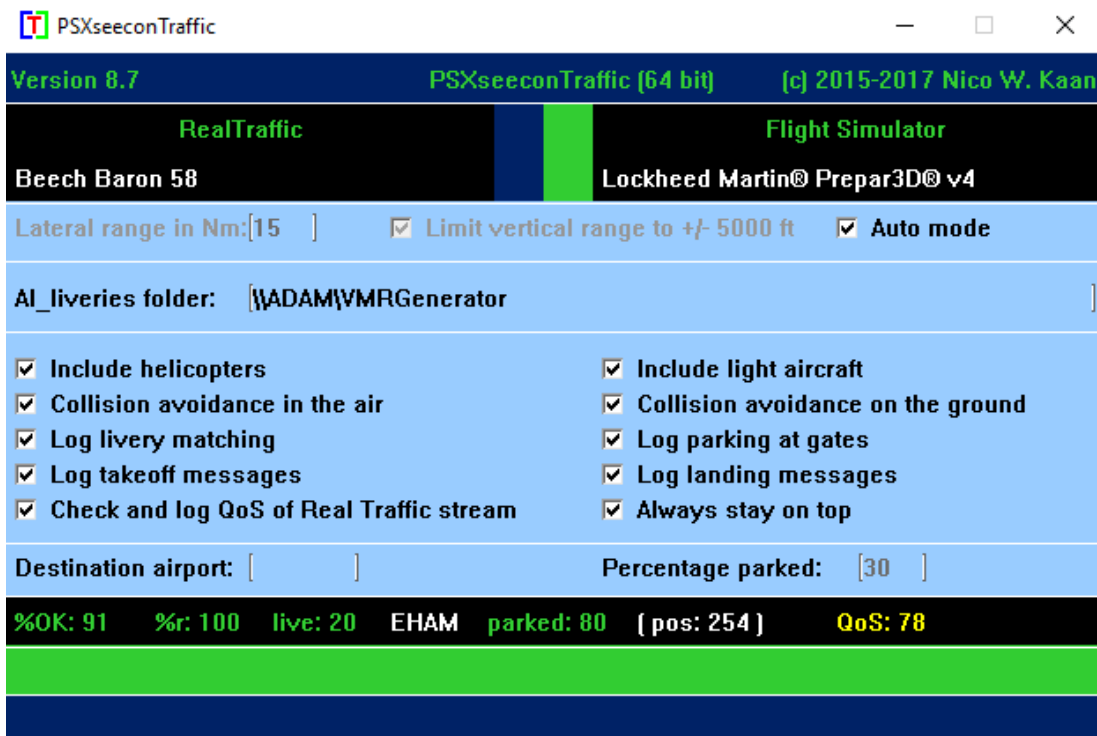 PSXseeconTraffic
Version 8.7 PSXseeconTraffic (64 bit) (c) 2015-2017 Nico W. Kaan
RealTraffic Flight Simulator
Beech Baron 58 Lockheed Martin® Prepar3D® v4
Lateral range in Nm:[15 ] Limit vertical range to +/- 5000 ft Auto mode
AI_liveries folder: [\\ADAM\VMRGenerator ]
Include helicopters Include light aircraft
Collision avoidance in the air Collision avoidance on the ground
Log livery matching Log parking at gates
Log takeoff messages Log landing messages
Check and log QoS of Real Traffic stream Always stay on top
Destination airport: [ ] Percentage parked: [30 ]
%OK: 91 %r: 100 live: 20 EHAM parked: 80 ( pos: 254 ) QoS: 78